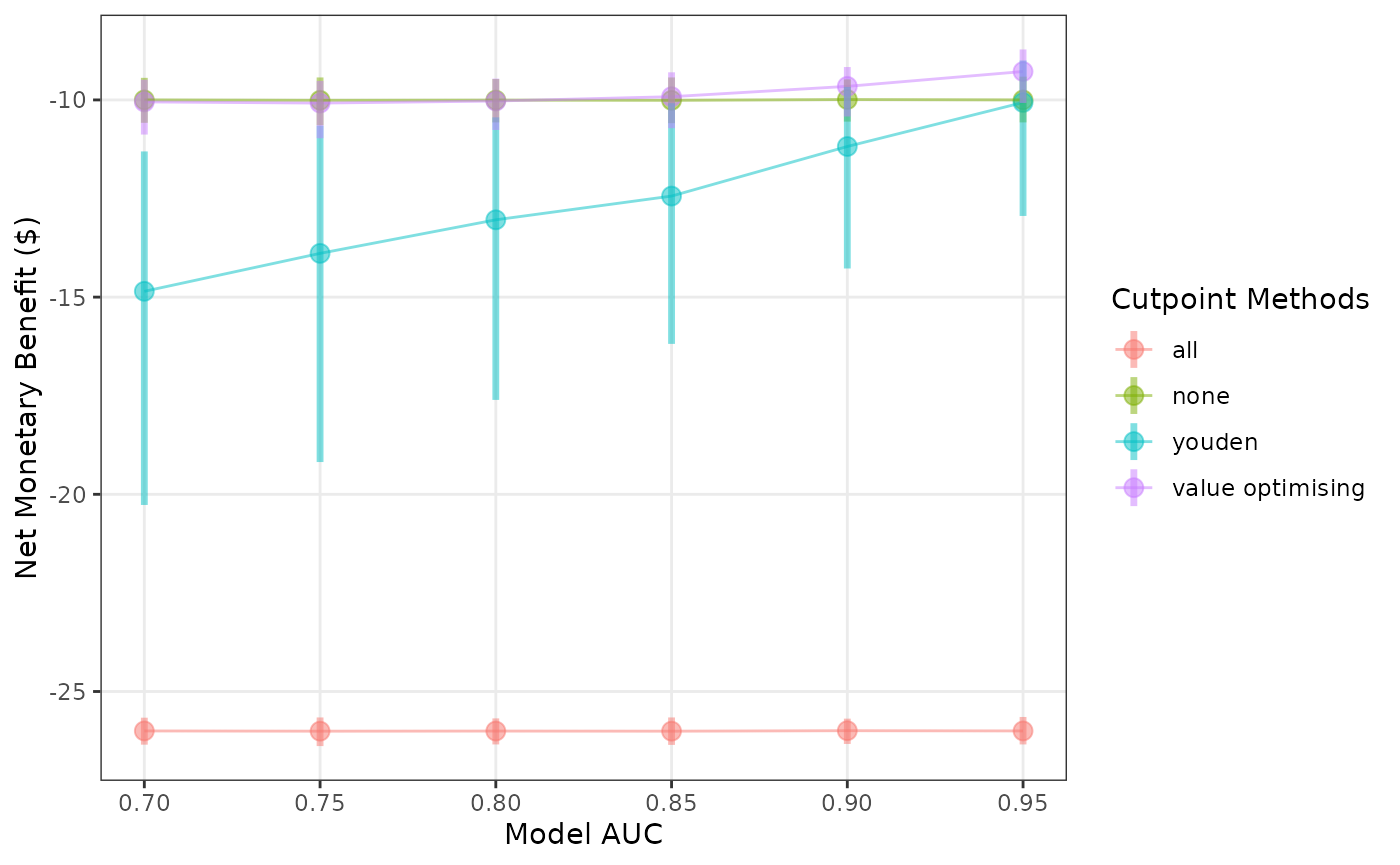 Net Monetary Benefit ($)
-10
-15
-20
-25
0.70 0.75 0.80 0.85 0.90 0.95
Model AUC
Cutpoint Methods
all
none
youden
value optimising